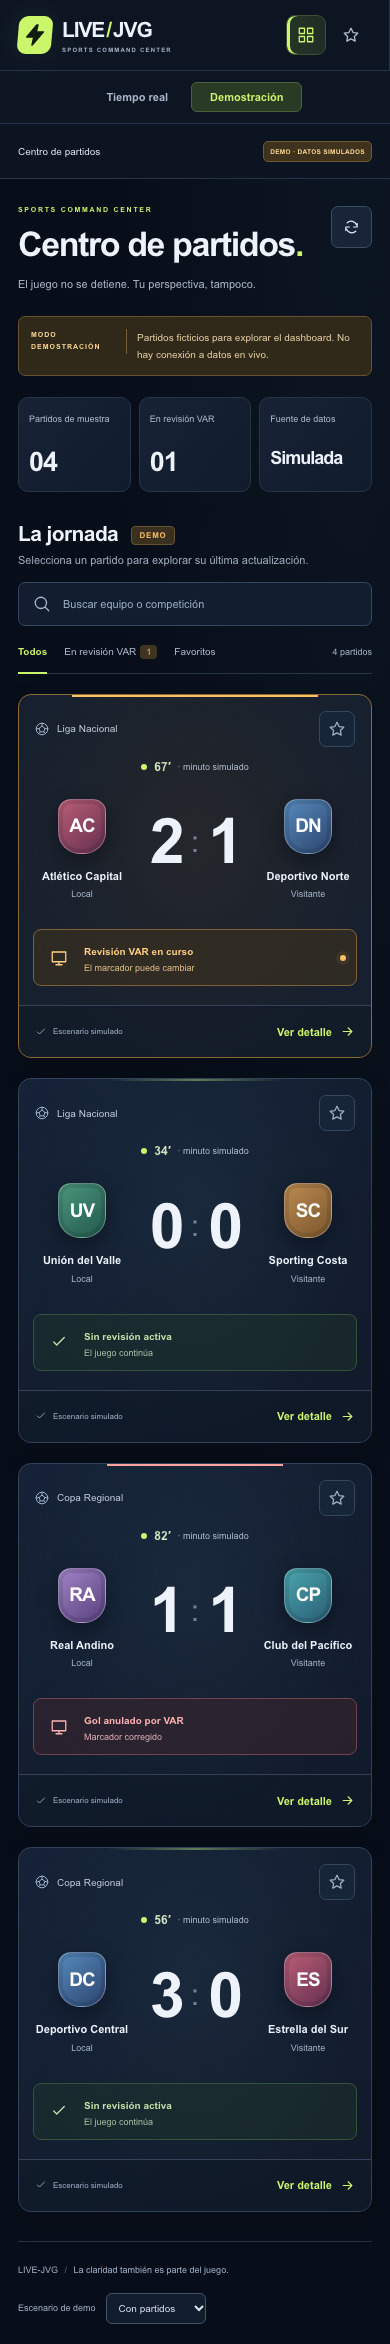 LIVE/JVG
SPORTS COMMAND CENTER
Tiempo real
Demostración
Centro de partidos
DEMO · DATOS SIMULADOS
SPORTS COMMAND CENTER
Centro de partidos.
El juego no se detiene. Tu perspectiva, tampoco.
MODO
DEMOSTRACIÓN
Partidos ficticios para explorar el dashboard. No
hay conexión a datos en vivo.
Partidos de muestra
04
En revisión VAR
01
Fuente de datos
Simulada
La jornada
DEMO
Selecciona un partido para explorar su última actualización.
Buscar equipo o competición
Todos
En revisión VAR 1
Favoritos
4 partidos
Liga Nacional
67′ · minuto simulado
AC
2 : 1
DN
Atlético Capital
Local
Deportivo Norte
Visitante
Revisión VAR en curso
El marcador puede cambiar
Escenario simulado
Ver detalle →
Liga Nacional
34′ · minuto simulado
UV
0 : 0
SC
Unión del Valle
Local
Sporting Costa
Visitante
Sin revisión activa
El juego continúa
Escenario simulado
Ver detalle →
Copa Regional
82′ · minuto simulado
RA
1 : 1
CP
Real Andino
Local
Club del Pacífico
Visitante
Gol anulado por VAR
Marcador corregido
Escenario simulado
Ver detalle →
Copa Regional
56′ · minuto simulado
DC
3 : 0
ES
Deportivo Central
Local
Estrella del Sur
Visitante
Sin revisión activa
El juego continúa
Escenario simulado
Ver detalle →
LIVE-JVG / La claridad también es parte del juego.
Escenario de demo
Con partidos